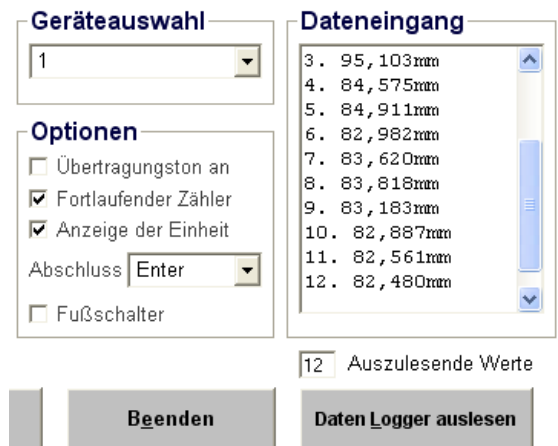 Geräteauswahl
1
Optionen
Übertragungston an
Fortlaufender Zähler
Anzeige der Einheit
Abschluss Enter
Fußschalter
Dateneingang
3. 95,103mm
4. 84,575mm
5. 84,911mm
6. 82,982mm
7. 83,620mm
8. 83,818mm
9. 83,183mm
10. 82,887mm
11. 82,561mm
12. 82,480mm
12 Auszulesende Werte
Beenden
Daten Logger auslesen